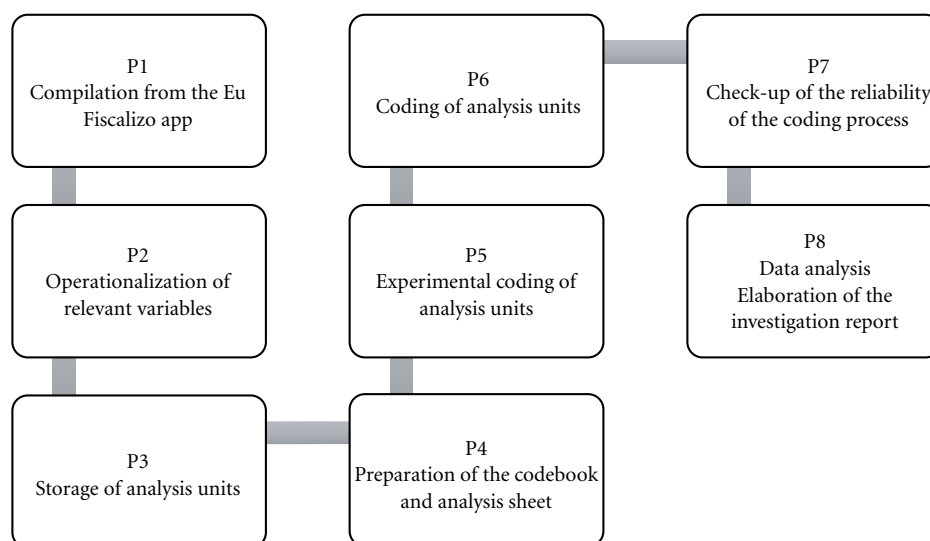 P1
Compilation from the Eu
Fiscalizo app
P2
Operationalization of
relevant variables
P3
Storage of analysis units
P4
Preparation of the codebook
and analysis sheet
P5
Experimental coding of
analysis units
P6
Coding of analysis units
P7
Check-up of the reliability
of the coding process
P8
Data analysis
Elaboration of the
investigation report